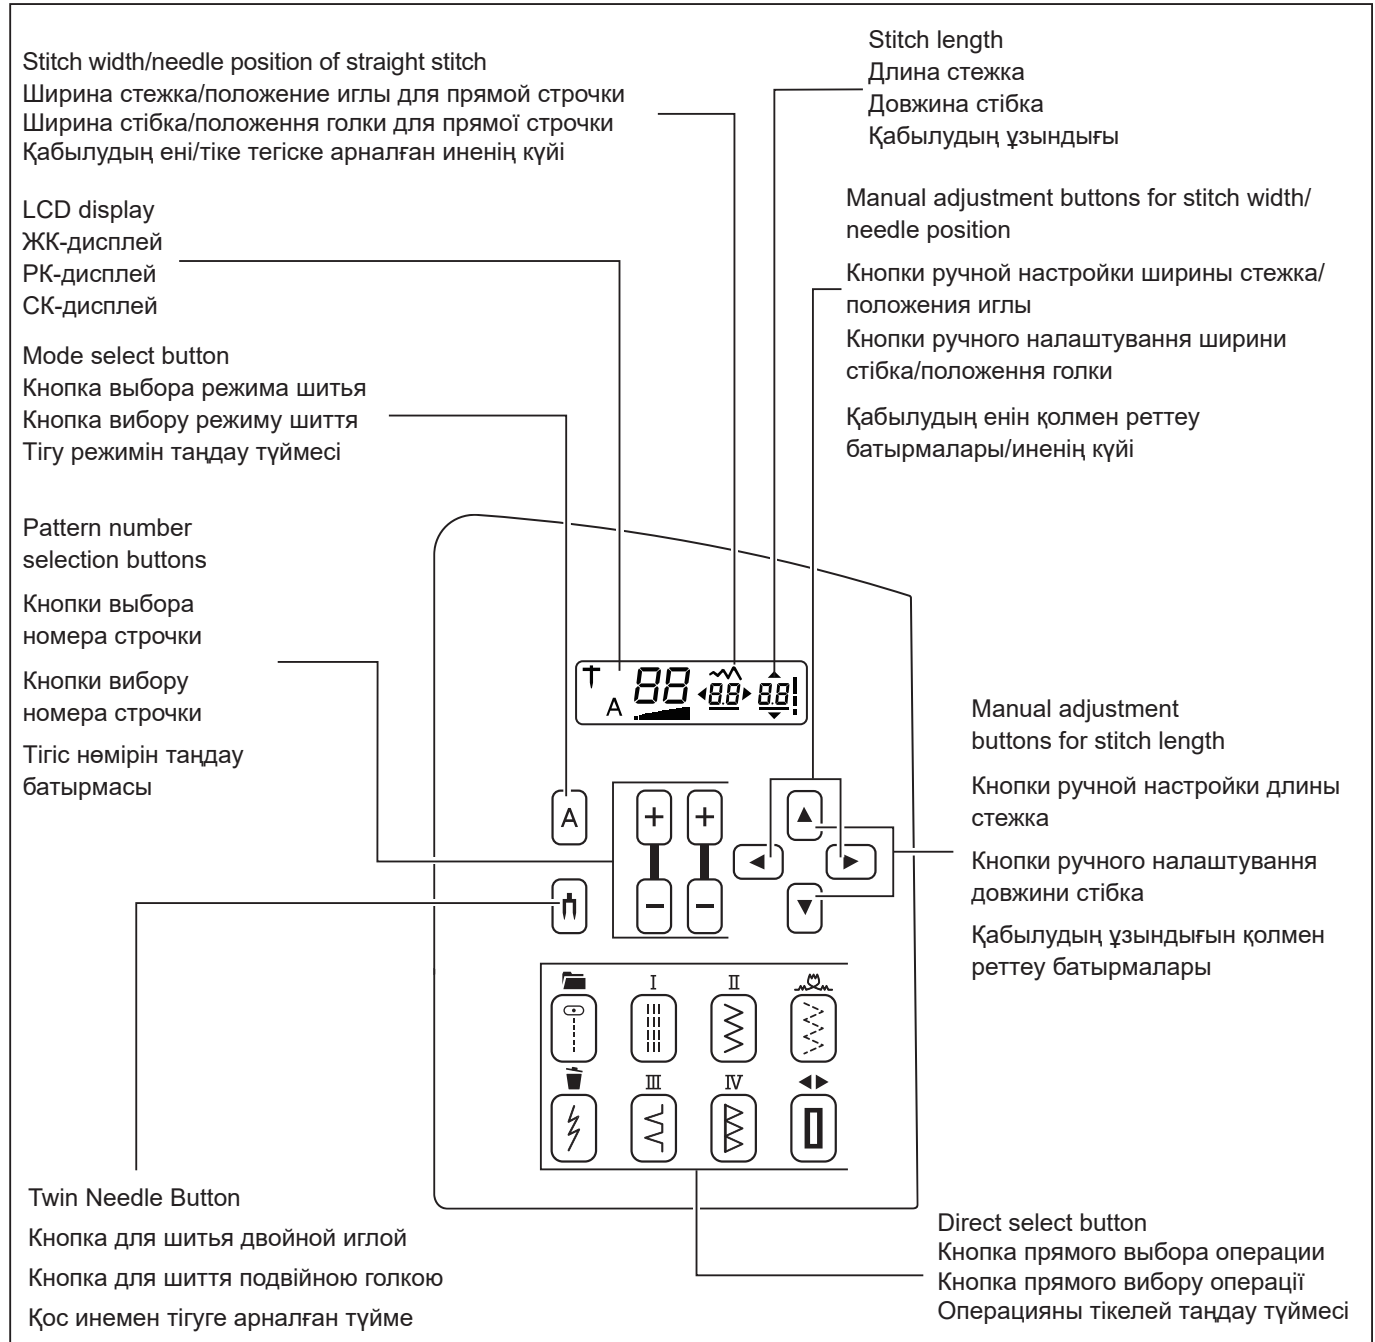 Stitch width/needle position of straight stitch
Ширина стежка/положение иглы для прямой строчки
Ширина стібка/положення голки для прямої строчки
Қабылудың ені/тіке тегіске арналған иненің күйі
Stitch length
Длина стежка
Довжина стібка
Қабылудың ұзындығы
LCD display
ЖК-дисплей
РК-дисплей
СК-дисплей
Manual adjustment buttons for stitch width/
needle position
Кнопки ручной настройки ширины стежка/
положения иглы
Кнопки ручного налаштування ширини
стібка/положення голки
Қабылудың енін қолмен реттеу
батырмалары/иненің күйі
Mode select button
Кнопка выбора режима шитья
Кнопка вибору режиму шиття
Тігу режимін таңдау түймесі
Pattern number
selection buttons
Кнопки выбора
номера строчки
Кнопки вибору
номера строчки
Тігіс нөмірін таңдау
батырмасы
88 8.8 8.8 !
A
Manual adjustment
buttons for stitch length
Кнопки ручной настройки длины
стежка
Кнопки ручного налаштування
довжини стібка
Қабылудың ұзындығын қолмен
реттеу батырмалары
A + +
− −
I II
III IV
Twin Needle Button
Кнопка для шитья двойной иглой
Кнопка для шиття подвійною голкою
Қос инемен тігуге арналған түйме
Direct select button
Кнопка прямого выбора операции
Кнопка прямого вибору операції
Операцияны тікелей таңдау түймесі